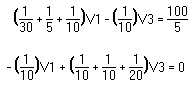 (1/30 + 1/5 + 1/10)V1 - (1/10)V3 = 100/5
-(1/10)V1 + (1/10 + 1/10 + 1/20)V3 = 0